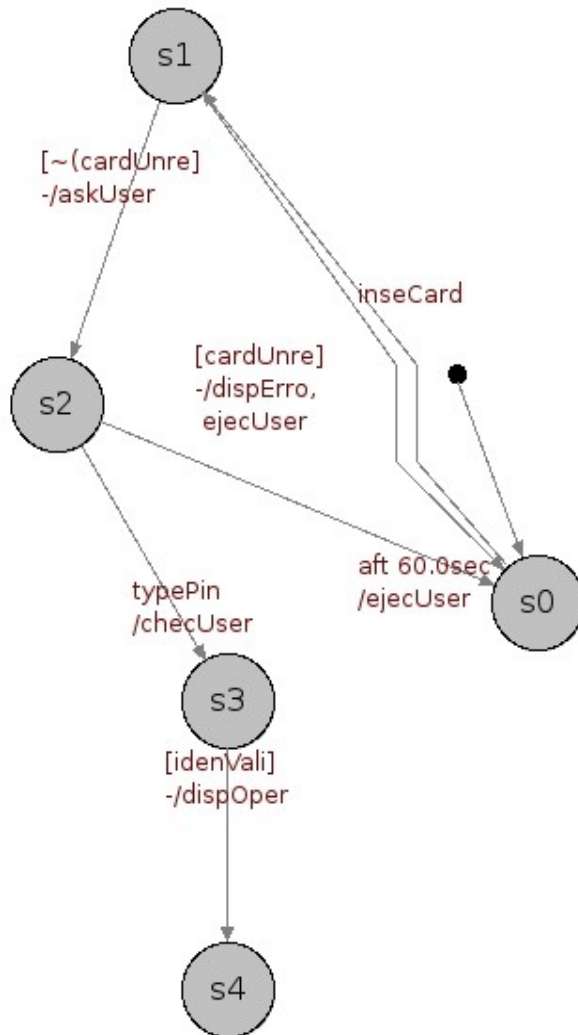 s1
[~(cardUnre]
-/askUser
inseCard
[cardUnre]
-/dispErro,
ejecUser
s2
aft 60.0sec
/ejecUser
s0
typePin
/checUser
s3
[idenVali]
-/dispOper
s4